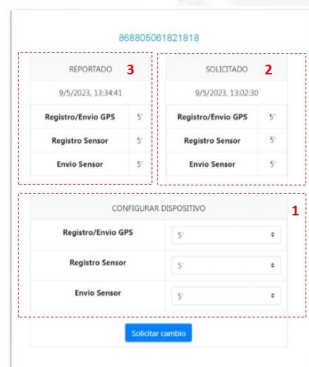 868805061821818
REPORTADO 3
9/5/2023, 13:34:41
Registro/Envio GPS 5'
Registro Sensor 5'
Envio Sensor 5'
SOLICITADO 2
9/5/2023, 13:02:30
Registro/Envio GPS 5'
Registro Sensor 5'
Envio Sensor 5'
CONFIGURAR DISPOSITIVO 1
Registro/Envio GPS 5'
Registro Sensor 5'
Envio Sensor 5'
Solicitar cambio